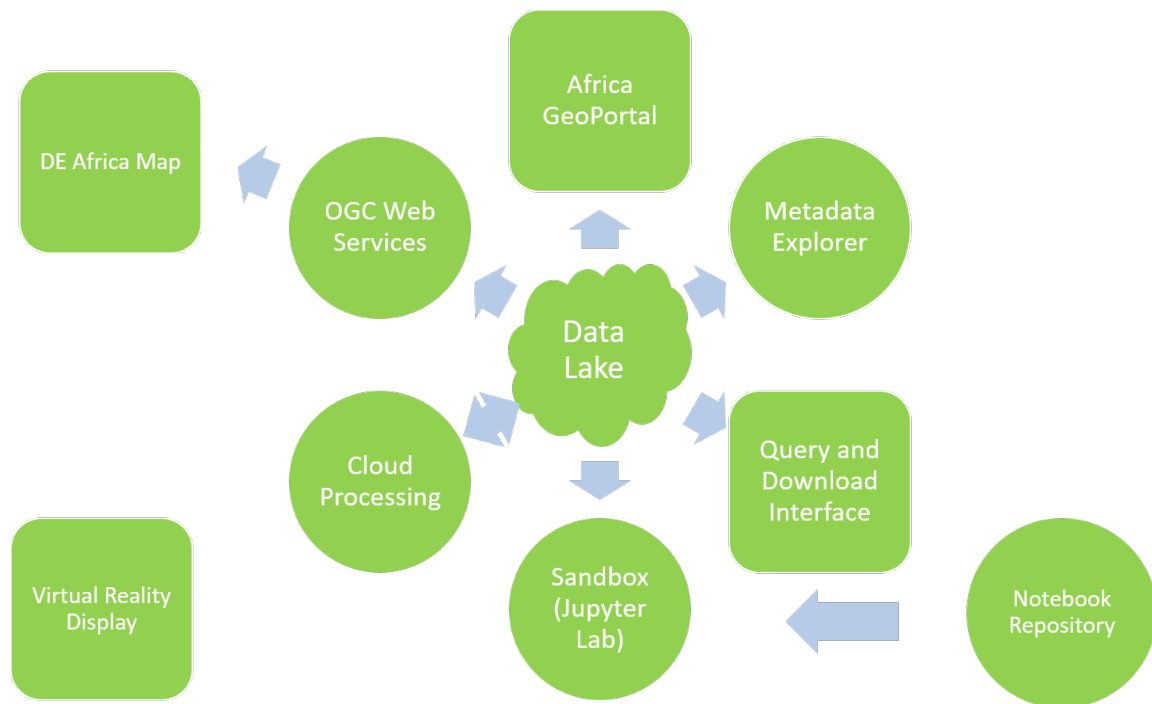 Africa
GeoPortal
DE Africa Map
OGC Web
Services
Metadata
Explorer
Data
Lake
Cloud
Processing
Query and
Download
Interface
Virtual Reality
Display
Sandbox
(Jupyter
Lab)
Notebook
Repository